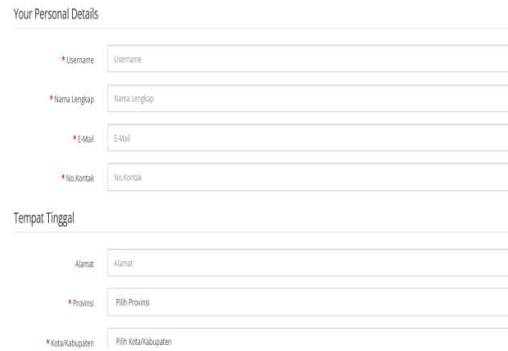 Your Personal Details
* Username Username
* Nama Lengkap Nama Lengkap
* E-Mail E-Mail
* No.Kontak No.Kontak
Tempat Tinggal
Alamat Alamat
* Provinsi Pilih Provinsi
* Kota/Kabupaten Pilih Kota/Kabupaten